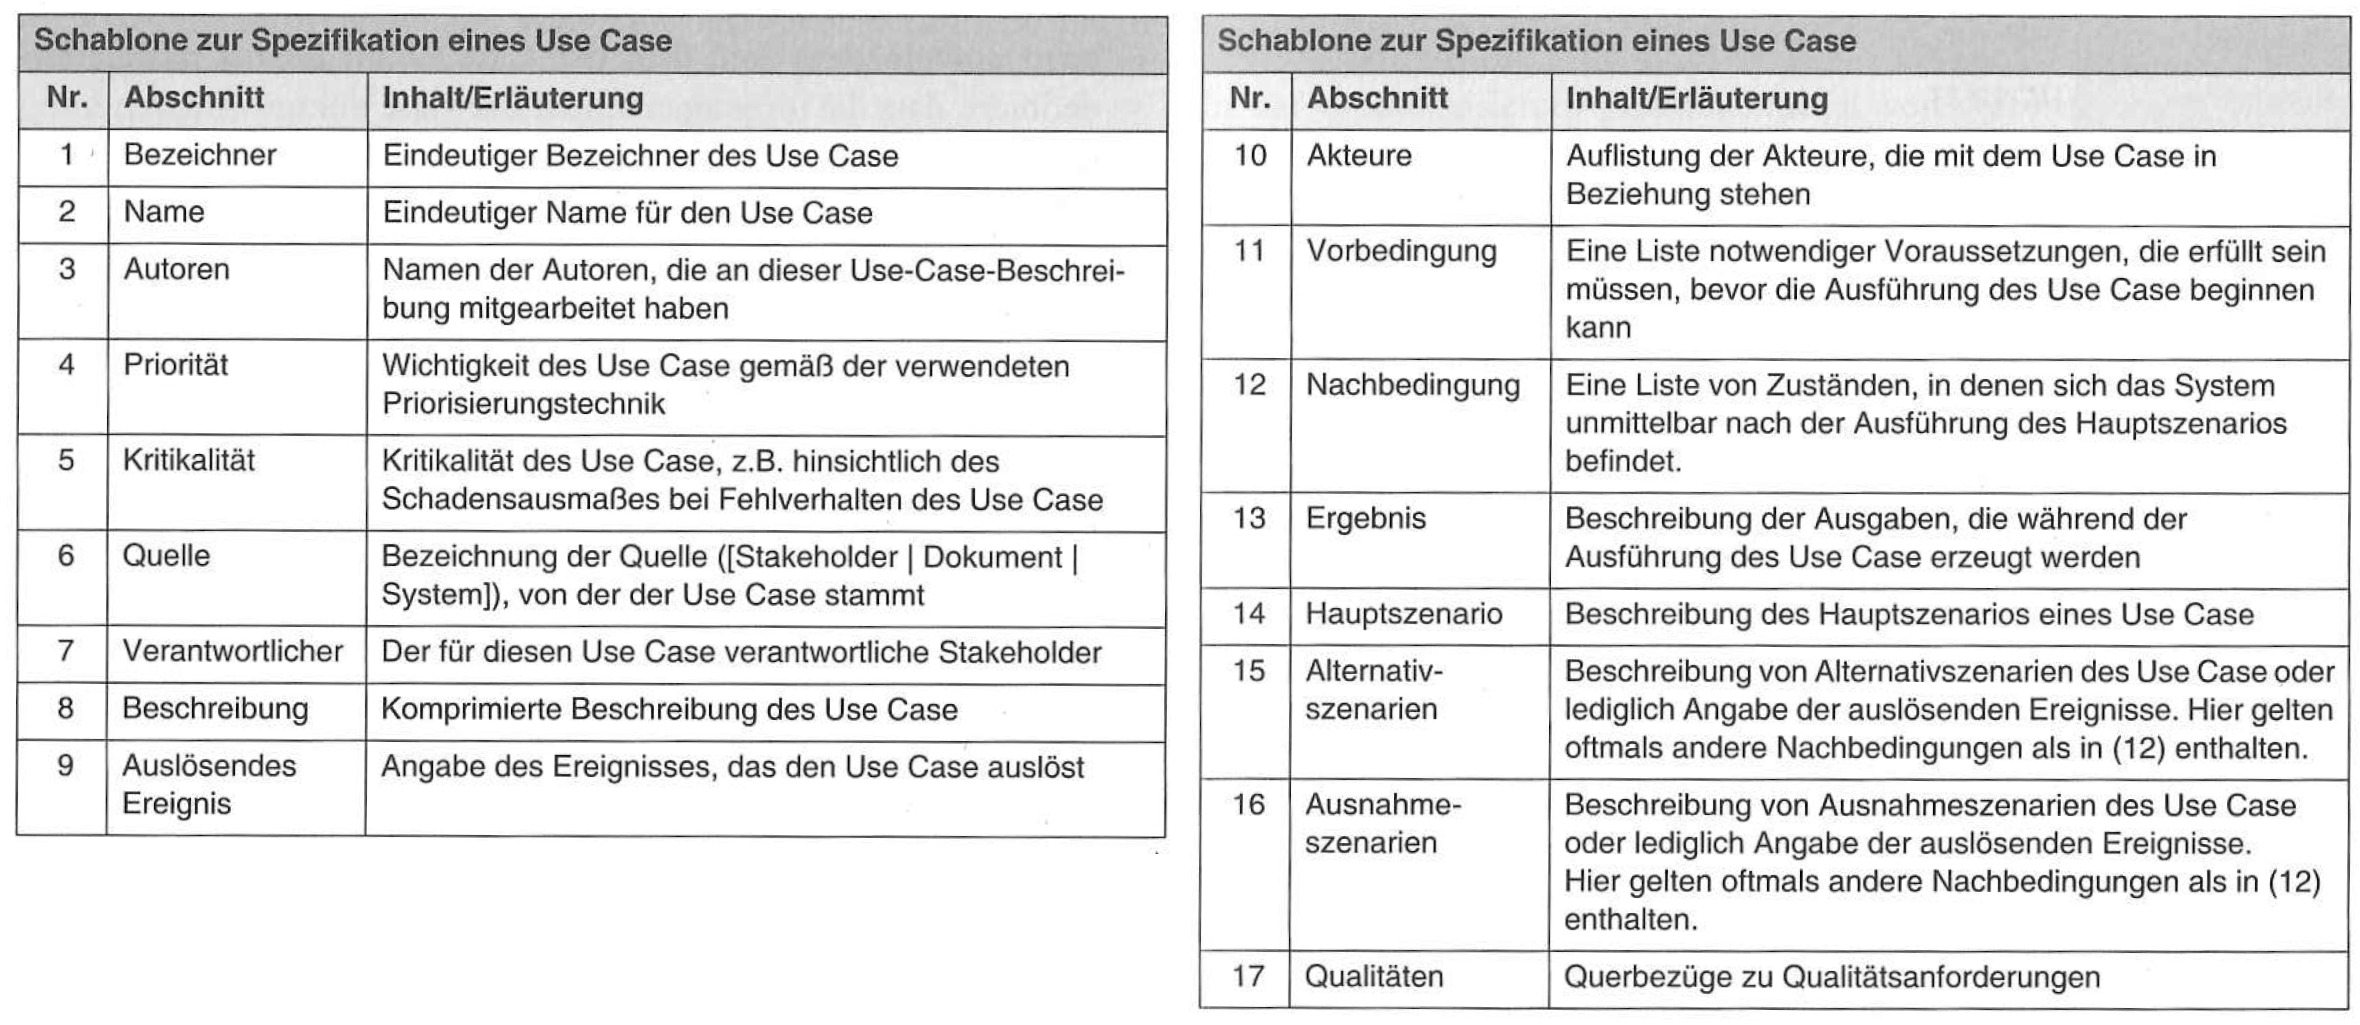 Schablone zur Spezifikation eines Use Case
Nr. Abschnitt Inhalt/Erläuterung
1 Bezeichner Eindeutiger Bezeichner des Use Case
2 Name Eindeutiger Name für den Use Case
3 Autoren Namen der Autoren, die an dieser Use-Case-Beschrei-
bung mitgearbeitet haben
4 Priorität Wichtigkeit des Use Case gemäß der verwendeten
Priorisierungstechnik
5 Kritikalität Kritikalität des Use Case, z.B. hinsichtlich des
Schadensausmaßes bei Fehlverhalten des Use Case
6 Quelle Bezeichnung der Quelle ([Stakeholder | Dokument |
System]), von der der Use Case stammt
7 Verantwortlicher Der für diesen Use Case verantwortliche Stakeholder
8 Beschreibung Komprimierte Beschreibung des Use Case
9 Auslösendes Angabe des Ereignisses, das den Use Case auslöst
Ereignis
Schablone zur Spezifikation eines Use Case
Nr. Abschnitt Inhalt/Erläuterung
10 Akteure Auflistung der Akteure, die mit dem Use Case in
Beziehung stehen
11 Vorbedingung Eine Liste notwendiger Voraussetzungen, die erfüllt sein
müssen, bevor die Ausführung des Use Case beginnen
kann
12 Nachbedingung Eine Liste von Zuständen, in denen sich das System
unmittelbar nach der Ausführung des Hauptszenarios
befindet.
13 Ergebnis Beschreibung der Ausgaben, die während der
Ausführung des Use Case erzeugt werden
14 Hauptszenario Beschreibung des Hauptszenarios eines Use Case
15 Alternativ- Beschreibung von Alternativszenarien des Use Case oder
szenarien lediglich Angabe der auslösenden Ereignisse. Hier gelten
oftmals andere Nachbedingungen als in (12) enthalten.
16 Ausnahme- Beschreibung von Ausnahmeszenarien des Use Case
szenarien oder lediglich Angabe der auslösenden Ereignisse.
Hier gelten oftmals andere Nachbedingungen als in (12)
enthalten.
17 Qualitäten Querbezüge zu Qualitätsanforderungen